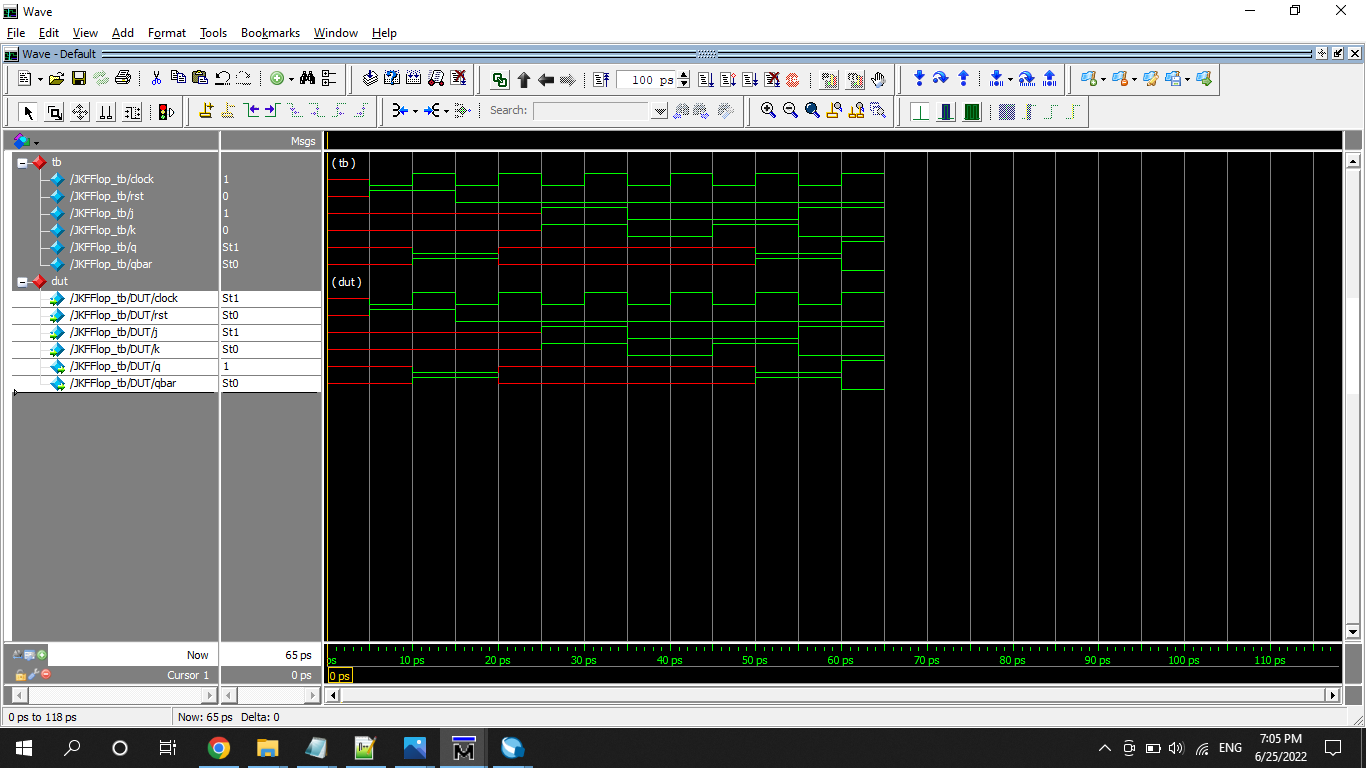 Wave
File Edit View Add Format Tools Bookmarks Window Help
Wave - Default
100 ps
Search:
Msgs
tb
(tb)
/JKFFlop_tb/clock 1
/JKFFlop_tb/rst 0
/JKFFlop_tb/j 1
/JKFFlop_tb/k 0
/JKFFlop_tb/q St1
/JKFFlop_tb/qbar St0
dut
(dut)
/JKFFlop_tb/DUT/clock St1
/JKFFlop_tb/DUT/rst St0
/JKFFlop_tb/DUT/j St1
/JKFFlop_tb/DUT/k St0
/JKFFlop_tb/DUT/q 1
/JKFFlop_tb/DUT/qbar St0
Now 65 ps
ps 10 ps 20 ps 30 ps 40 ps 50 ps 60 ps 70 ps 80 ps 90 ps 100 ps 110 ps
Cursor 1 0 ps
0 ps
0 ps to 118 ps Now: 65 ps Delta: 0
ENG
7:05 PM
6/25/2022